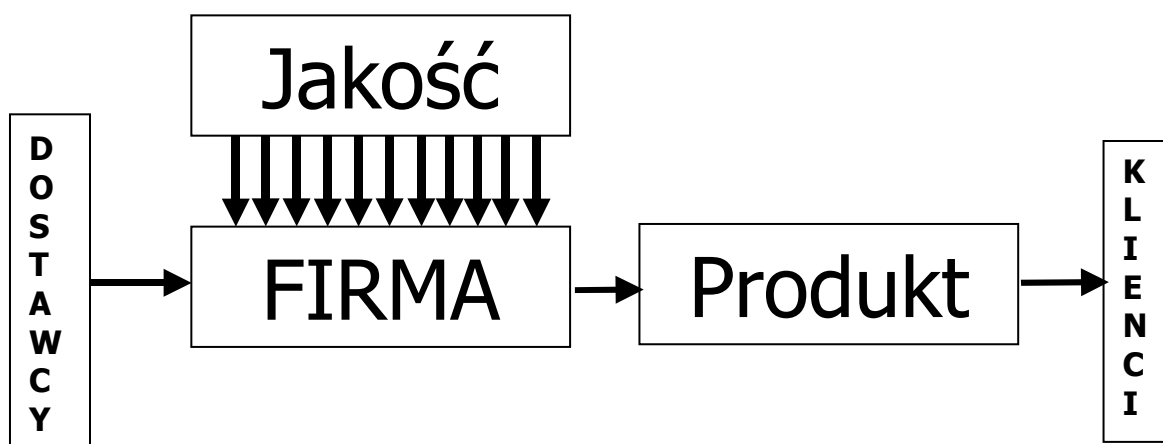 Jakość
DOSTAWCY
FIRMA
Produkt
KLIENCI